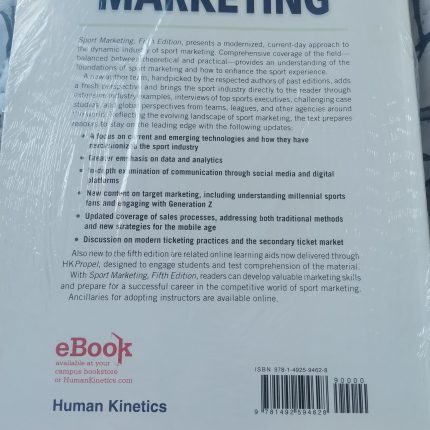 MARKETING
Sport Marketing, Fifth Edition, presents a modernized, current-day approach to
the dynamic industry of sport marketing. Comprehensive coverage of the field—
balanced between theoretical and practical—provides an understanding of the
foundations of sport marketing and how to enhance the sport experience.
A new author team, handpicked by the respected authors of past editions, adds
a fresh perspective and brings the sport industry directly to the reader through
extensive industry examples, interviews of top sports executives, challenging case
studies, and global perspectives from teams, leagues, and other agencies around
the world. Reflecting the evolving landscape of sport marketing, the text prepares
readers to stay on the leading edge with the following updates:
• A focus on current and emerging technologies and how they have
revolutionized the sport industry
• Greater emphasis on data and analytics
• In-depth examination of communication through social media and digital
platforms
• New content on target marketing, including understanding millennial sports
fans and engaging with Generation Z
• Updated coverage of sales processes, addressing both traditional methods
and new strategies for the mobile age
• Discussion on modern ticketing practices and the secondary ticket market
Also new to the fifth edition are related online learning aids now delivered through
HKPropel, designed to engage students and test comprehension of the material.
With Sport Marketing, Fifth Edition, readers can develop valuable marketing skills
and prepare for a successful career in the competitive world of sport marketing.
Ancillaries for adopting instructors are available online.
eBook
available at your
campus bookstore
or HumanKinetics.com
Human Kinetics
ISBN 978-1-4925-9462-8
90000
9 781492 594628